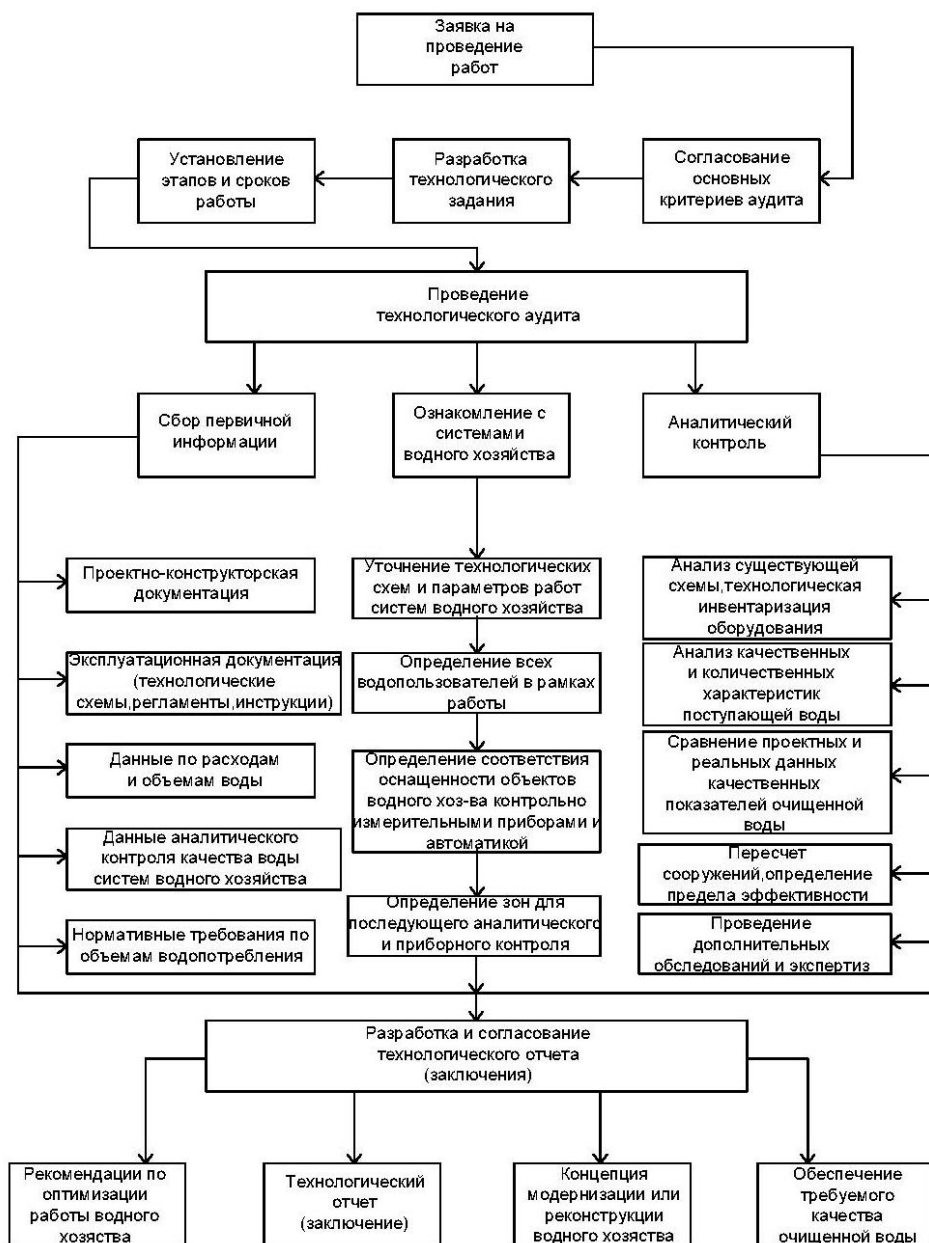 Заявка на
проведение
работ
Установление
этапов и сроков
работы
Разработка
технологического
задания
Согласование
основных
критериев аудита
Проведение
технологического аудита
Сбор первичной
информации
Ознакомление с
системами
водного хозяйства
Аналитический
контроль
Проектно-конструкторская
документация
Эксплуатационная документация
(технологические
схемы,регламенты,инструкции)
Данные по расходам
и объемам воды
Данные аналитического
контроля качества воды
систем водного хозяйства
Нормативные требования по
объемам водопотребления
Уточнение технологических
схем и параметров работ
систем водного хозяйства
Определение всех
водопользователей в рамках
работы
Определение соответствия
оснащенности объектов
водного хоз-ва контрольно
измерительными приборами и
автоматикой
Определение зон для
последующего аналитического
и приборного контроля
Анализ существующей
схемы,технологическая
инвентаризация
оборудования
Анализ качественных
и количественных
характеристик
поступающей воды
Сравнение проектных и
реальных данных
качественных
показателей очищенной
воды
Пересчет
сооружений,определение
предела эффективности
Проведение
дополнительных
обследований и экспертиз
Разработка и согласование
технологического отчета
(заключения)
Рекомендации по
оптимизации
работы водного
хозяйства
Технологический
отчет
(заключение)
Концепция
модернизации или
реконструкции
водного хозяйства
Обеспечение
требуемого
качества
очищенной воды